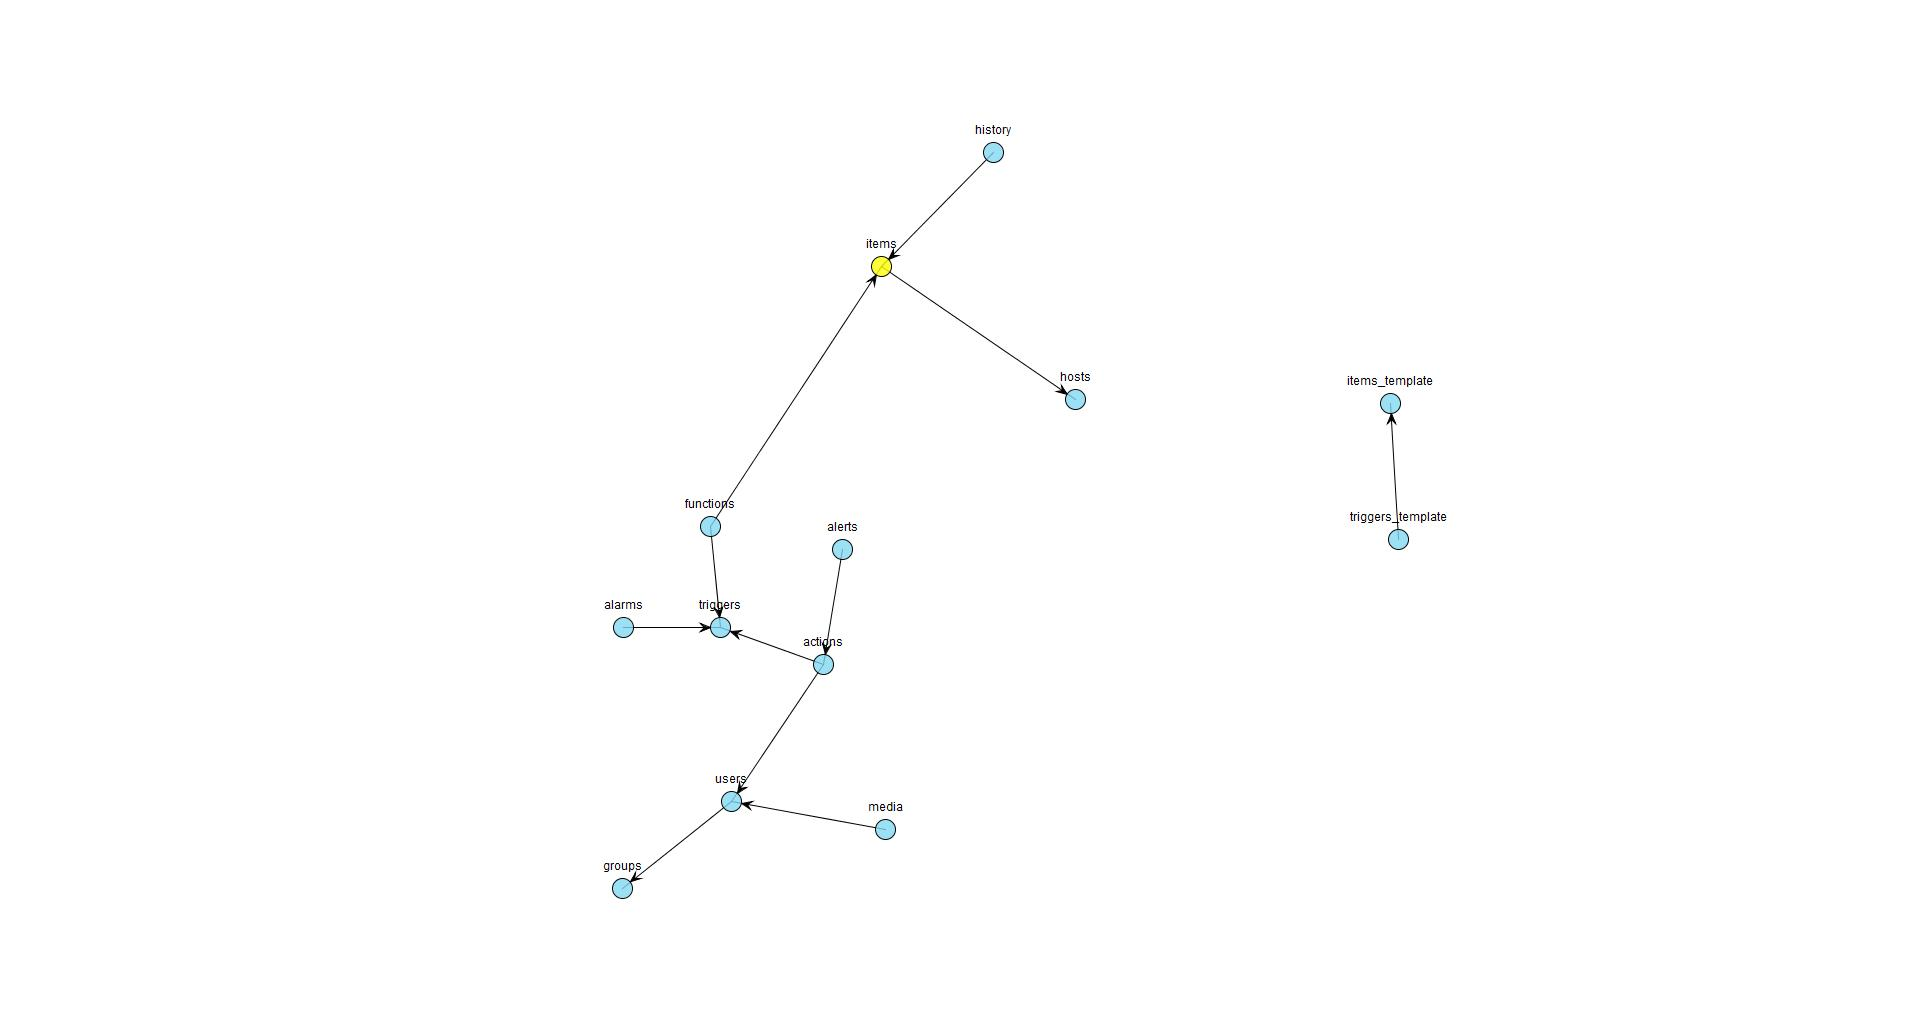 history
items
hosts
items_template
functions
triggers_template
alerts
alarms
triggers
actions
users
media
groups